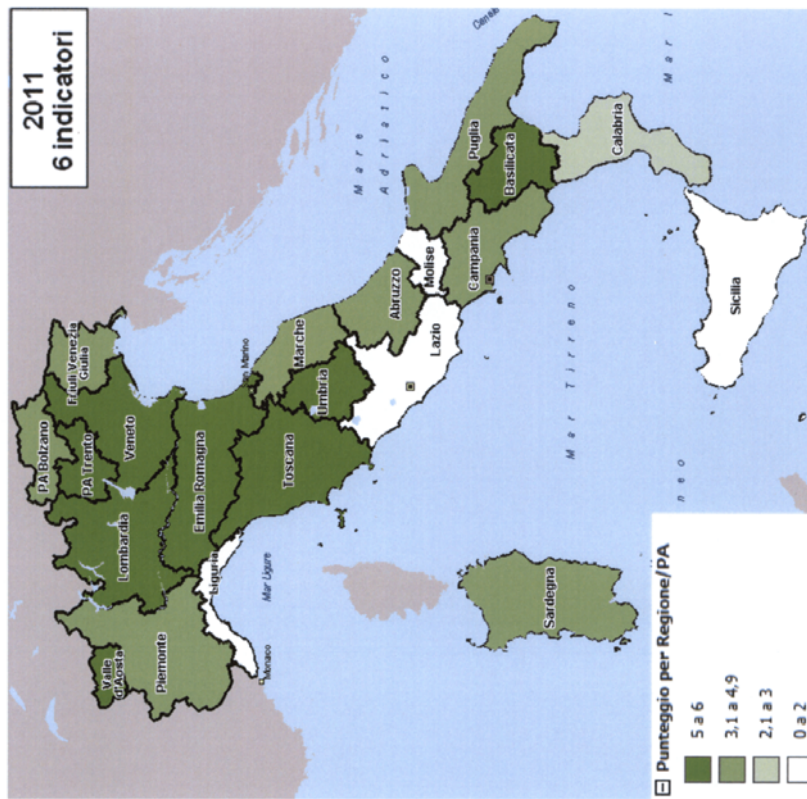 2011
6 indicatori
P.A Bolzano
Friuli Venezia
Giulia
P.A Trento
Valle
d'Aosta
Lombardia
Veneto
Piemonte
Emilia Romagna
Liguria
Monaco
Mar Ligure
Toscana
Marche
Umbria
Mare
Adriatico
Abruzzo
Lazio
Molise
Campania
Puglia
Basilicata
Calabria
Mar Tirreno
Sardegna
Sicilia
Punteggio per Regione/PA
5 a 6
3,1 a 4,9
2,1 a 3
0 a 2